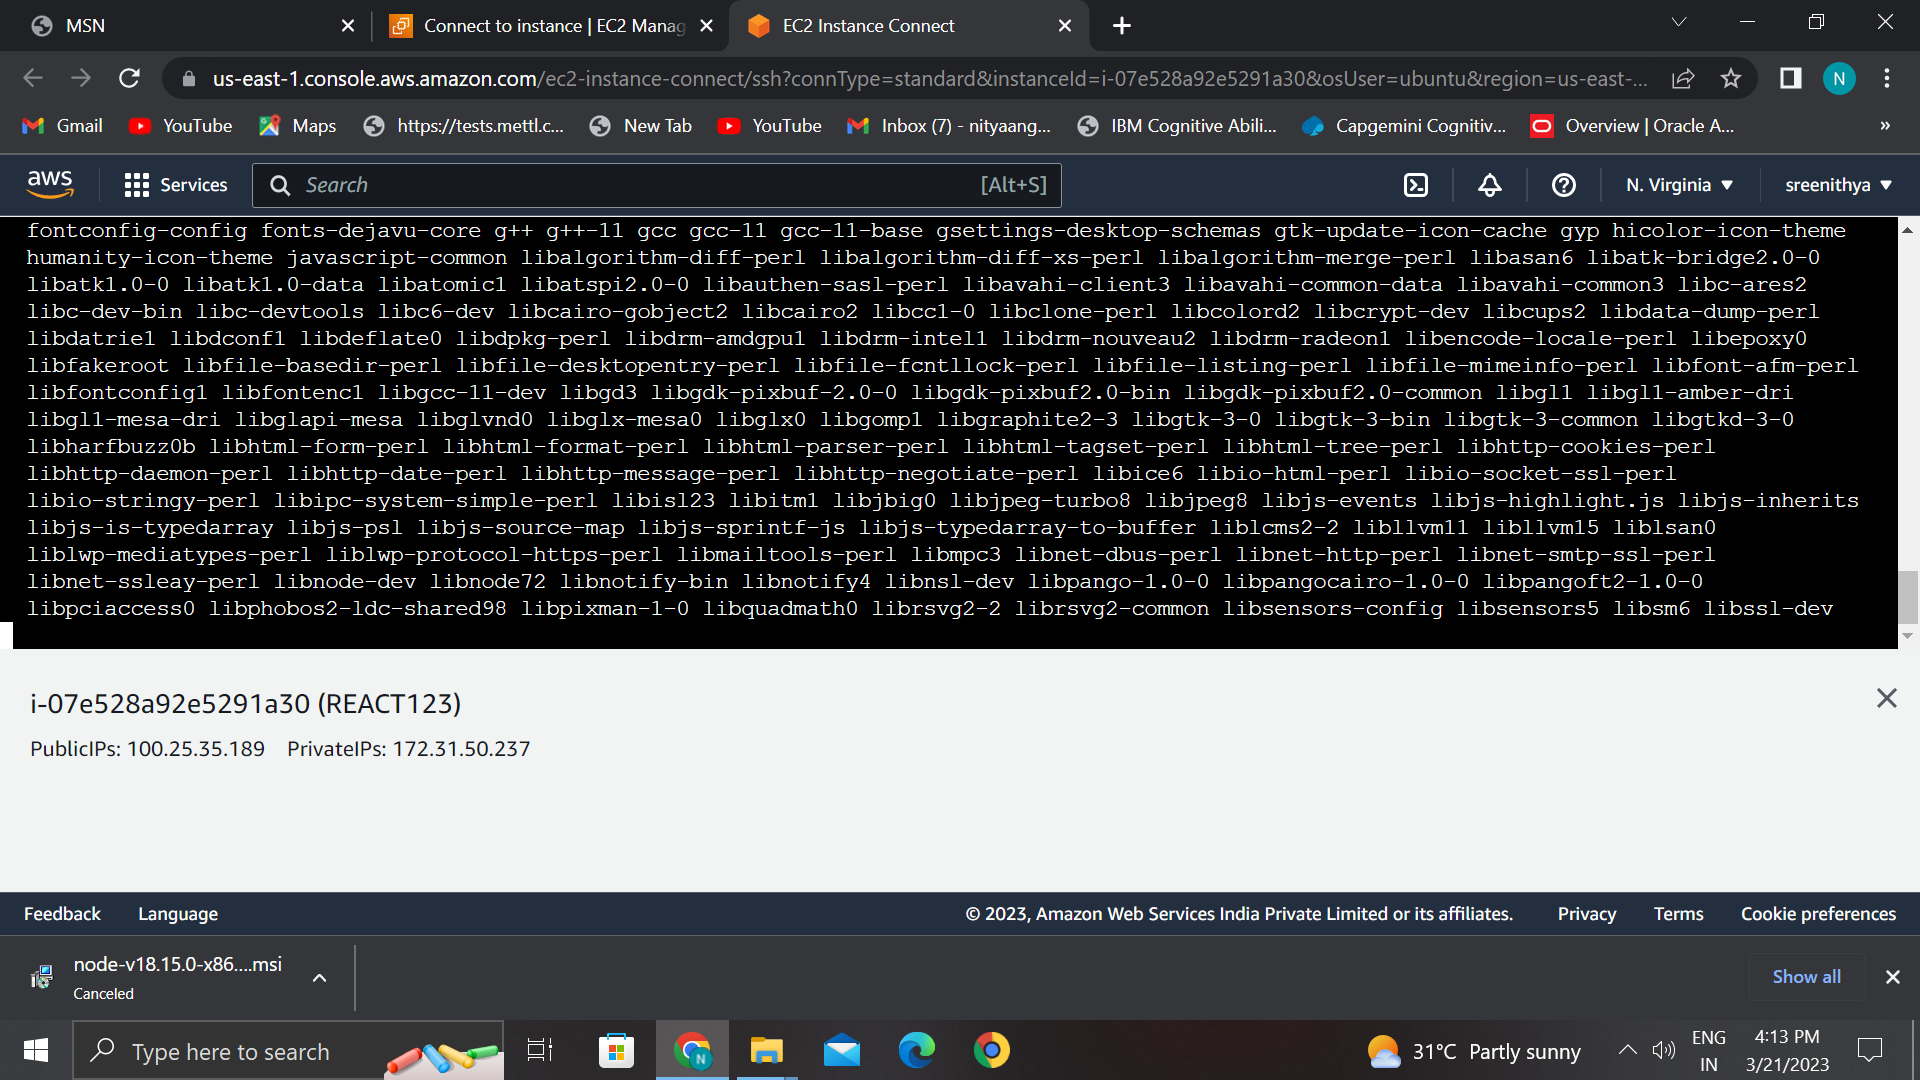 MSN
Connect to instance | EC2 Manag
EC2 Instance Connect
us-east-1.console.aws.amazon.com/ec2-instance-connect/ssh?connType=standard&instanceId=i-07e528a92e5291a30&osUser=ubuntu&region=us-east-...
N
Gmail YouTube Maps https://tests.mettl.c... New Tab YouTube Inbox (7) - nityaang... IBM Cognitive Abili... Capgemini Cognitiv... Overview | Oracle A... »
aws Services Search [Alt+S] N. Virginia sreenithya
fontconfig-config fonts-dejavu-core g++ g++-11 gcc gcc-11 gcc-11-base gsettings-desktop-schemas gtk-update-icon-cache gyp hicolor-icon-theme
humanity-icon-theme javascript-common libalgorithm-diff-perl libalgorithm-diff-xs-perl libalgorithm-merge-perl libasan6 libatk-bridge2.0-0
libatk1.0-0 libatk1.0-data libatomic1 libatspi2.0-0 libauthen-sasl-perl libavahi-client3 libavahi-common-data libavahi-common3 libc-ares2
libc-dev-bin libc-devtools libc6-dev libcairo-gobject2 libcairo2 libcc1-0 libclone-perl libcolord2 libcrypt-dev libcups2 libdata-dump-perl
libdatrie1 libdconf1 libdeflate0 libdpkg-perl libdrm-amdgpu1 libdrm-intel1 libdrm-nouveau2 libdrm-radeon1 libencode-locale-perl libepoxy0
libfakeroot libfile-basedir-perl libfile-desktopentry-perl libfile-fcntllock-perl libfile-listing-perl libfile-mimeinfo-perl libfont-afm-perl
libfontconfig1 libfontenc1 libgcc-11-dev libgd3 libgdk-pixbuf-2.0-0 libgdk-pixbuf2.0-bin libgdk-pixbuf2.0-common libgl1 libgl1-amber-dri
libgl1-mesa-dri libglapi-mesa libglvnd0 libglx-mesa0 libglx0 libgomp1 libgraphite2-3 libgtk-3-0 libgtk-3-bin libgtk-3-common libgtkd-3-0
libharfbuzz0b libhtml-form-perl libhtml-format-perl libhtml-parser-perl libhtml-tagset-perl libhtml-tree-perl libhttp-cookies-perl
libhttp-daemon-perl libhttp-date-perl libhttp-message-perl libhttp-negotiate-perl libice6 libio-html-perl libio-socket-ssl-perl
libio-stringy-perl libipc-system-simple-perl libisl23 libitm1 libjbig0 libjpeg-turbo8 libjpeg8 libjs-events libjs-highlight.js libjs-inherits
libjs-is-typedarray libjs-psl libjs-source-map libjs-sprintf-js libjs-typedarray-to-buffer liblcms2-2 libllvm11 libllvm15 liblsan0
liblwp-mediatypes-perl liblwp-protocol-https-perl libmailtools-perl libmpc3 libnet-dbus-perl libnet-http-perl libnet-smtp-ssl-perl
libnet-ssleay-perl libnode-dev libnode72 libnotify-bin libnotify4 libnsl-dev libpango-1.0-0 libpangocairo-1.0-0 libpangoft2-1.0-0
libpciaccess0 libphobos2-ldc-shared98 libpixman-1-0 libquadmath0 librsvg2-2 librsvg2-common libsensors-config libsensors5 libsm6 libssl-dev
i-07e528a92e5291a30 (REACT123)
PublicIPs: 100.25.35.189 PrivateIPs: 172.31.50.237
Feedback Language © 2023, Amazon Web Services India Private Limited or its affiliates. Privacy Terms Cookie preferences
node-v18.15.0-x86....msi
Canceled
Show all
Type here to search
N
31°C Partly sunny
ENG
IN
4:13 PM
3/21/2023